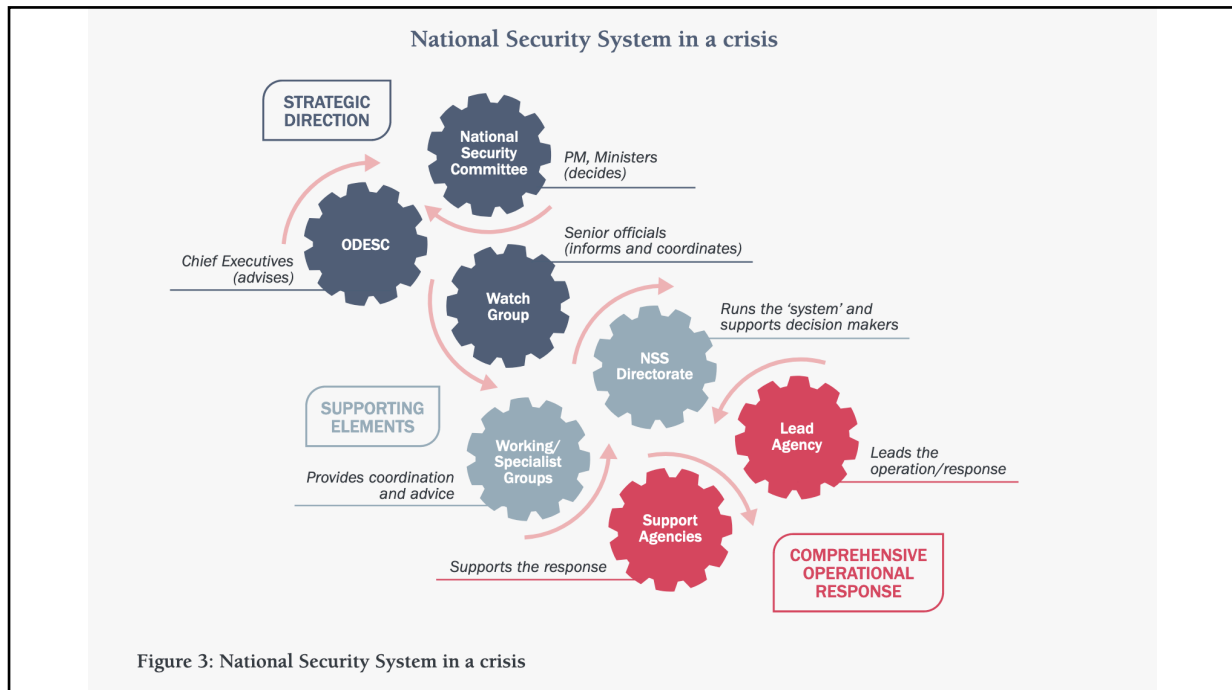 National Security System in a crisis
STRATEGIC
DIRECTION
National
Security
Committee
PM, Ministers
(decides)
ODESC
Chief Executives
(advises)
Senior officials
(informs and coordinates)
Watch
Group
Runs the ‘system’ and
supports decision makers
NSS
Directorate
SUPPORTING
ELEMENTS
Lead
Agency
Leads the
operation/response
Working/
Specialist
Groups
Provides coordination
and advice
Support
Agencies
Supports the response
COMPREHENSIVE
OPERATIONAL
RESPONSE
Figure 3: National Security System in a crisis